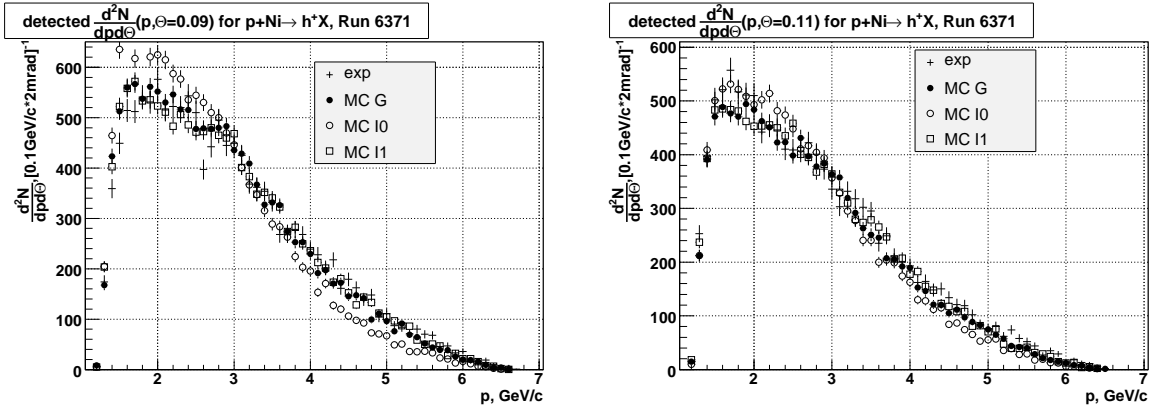 detected d²N/dpdΘ(p,Θ=0.09) for p+Ni→ h⁺X, Run 6371
d²N/dpdΘ,[0.1GeV/c*2mrad]⁻¹
600
500
400
300
200
100
0
exp
MC G
MC I0
MC I1
2 3 4 5 6 7
p, GeV/c
detected d²N/dpdΘ(p,Θ=0.11) for p+Ni→ h⁺X, Run 6371
d²N/dpdΘ,[0.1GeV/c*2mrad]⁻¹
600
500
400
300
200
100
0
exp
MC G
MC I0
MC I1
2 3 4 5 6 7
p, GeV/c